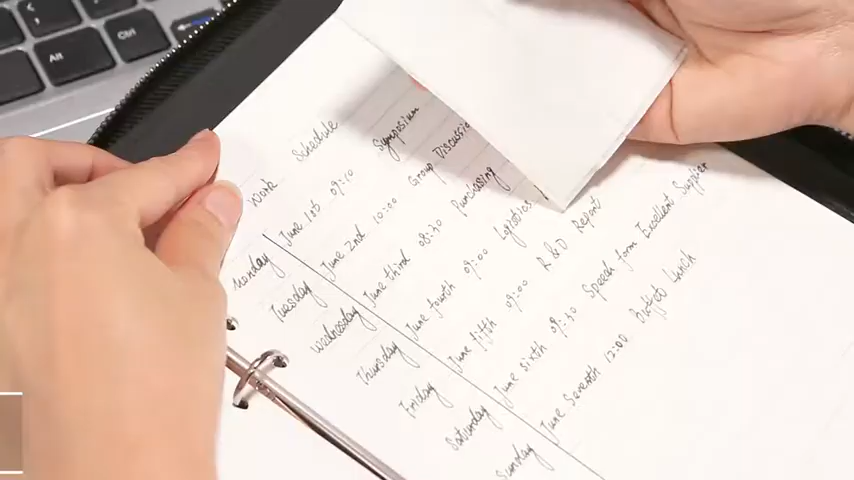 Alt
Ctrl
Work Schedule
Monday June 1st 09:10 Symposium
Tuesday June 2nd 10:00 Group Discussion
Wednesday June third 08:30 Purchasing
Thursday June fourth 09:00 Logistics
Friday June fifth 09:00 R&D Report
Saturday June sixth 09:30 Speech from Excellent Supplier
Sunday June Seventh 12:00 Lunch